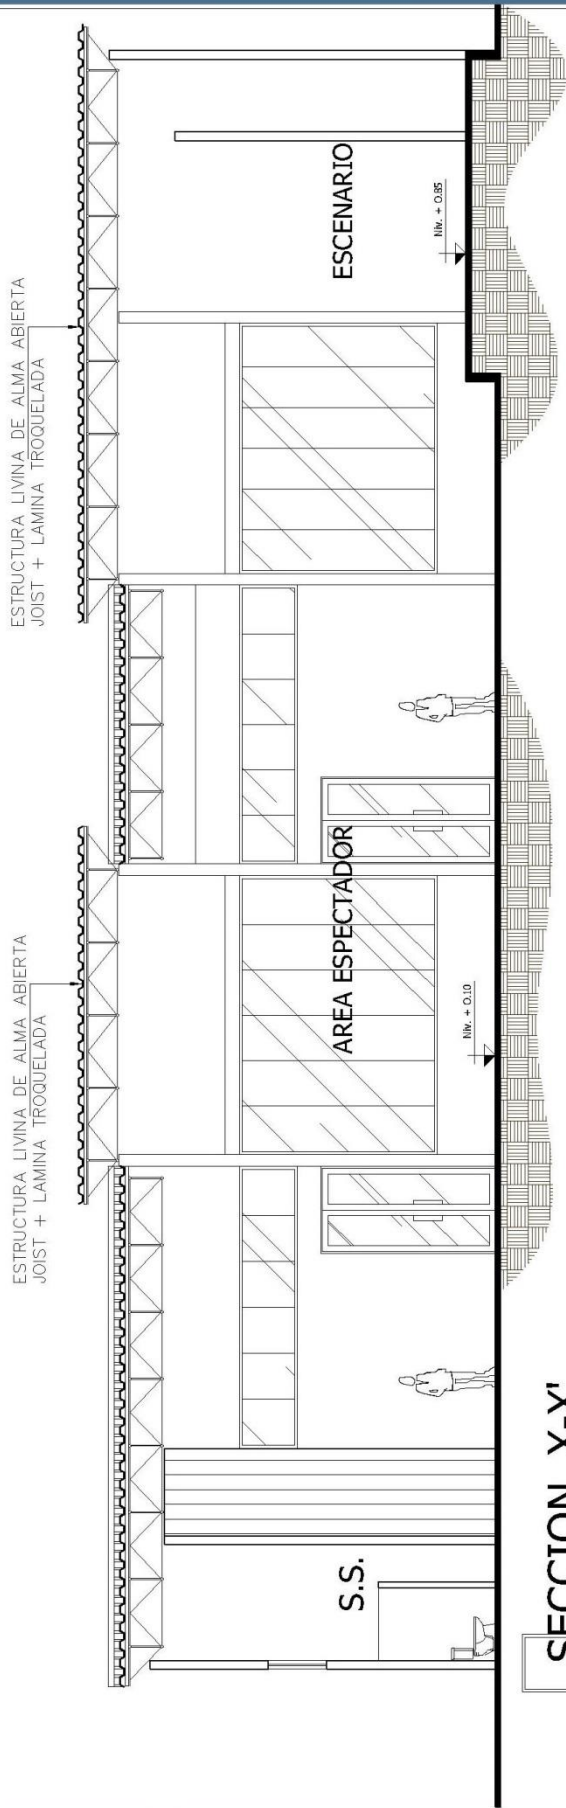 ESTRUCTURA LIVINA DE ALMA ABIERTA
JOIST + LAMINA TROQUELADA
ESTRUCTURA LIVINA DE ALMA ABIERTA
JOIST + LAMINA TROQUELADA
S.S.
AREA ESPECTADOR
ESCENARIO
Niv. + 0.10
Niv. + 0.85
SECCION X-X'